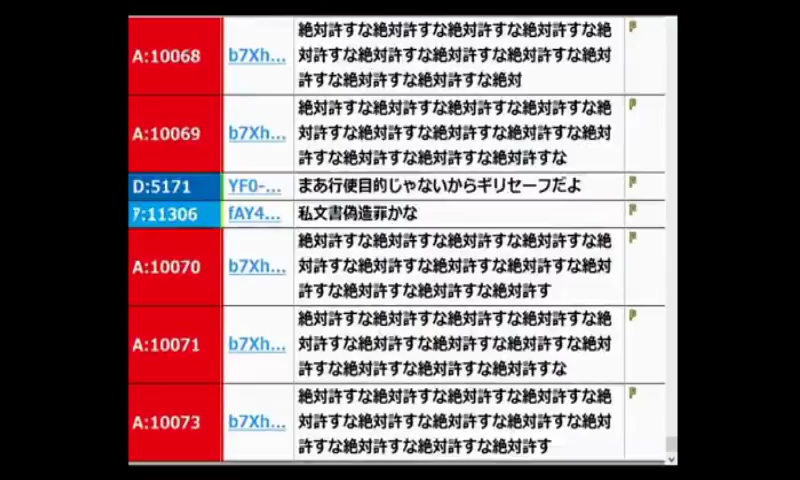 A:10068 b7Xh... 絶対許すな絶対許すな絶対許すな絶対許すな絶
対許すな絶対許すな絶対許すな絶対許すな絶対
許すな絶対許すな絶対許すな絶対
A:10069 b7Xh... 絶対許すな絶対許すな絶対許すな絶対許すな絶
対許すな絶対許すな絶対許すな絶対許すな絶対
許すな絶対許すな絶対許すな絶対許すな
D:5171 YF0-... まあ行使目的じゃないからギリセーフだよ
ｱ:11306 fAY4... 私文書偽造罪かな
A:10070 b7Xh... 絶対許すな絶対許すな絶対許すな絶対許すな絶
対許すな絶対許すな絶対許すな絶対許すな絶対
許すな絶対許すな絶対許すな絶対許す
A:10071 b7Xh... 絶対許すな絶対許すな絶対許すな絶対許すな絶
対許すな絶対許すな絶対許すな絶対許すな絶対
許すな絶対許すな絶対許すな絶対許すな
A:10073 b7Xh... 絶対許すな絶対許すな絶対許すな絶対許すな絶
対許すな絶対許すな絶対許すな絶対許すな絶対
許すな絶対許すな絶対許すな絶対許す